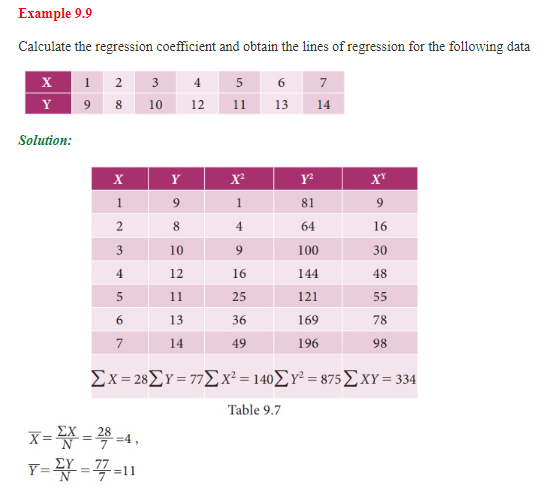 Example 9.9
Calculate the regression coefficient and obtain the lines of regression for the following data
X 1 2 3 4 5 6 7
Y 9 8 10 12 11 13 14
Solution:
X Y X² Y² Xʸ
1 9 1 81 9
2 8 4 64 16
3 10 9 100 30
4 12 16 144 48
5 11 25 121 55
6 13 36 169 78
7 14 49 196 98
∑X = 28 ∑Y = 77 ∑X² = 140 ∑Y² = 875 ∑XY = 334
Table 9.7
X̅ = ΣX/N = 28/7 =4 ,
Y̅ = ΣY/N = 77/7 =11